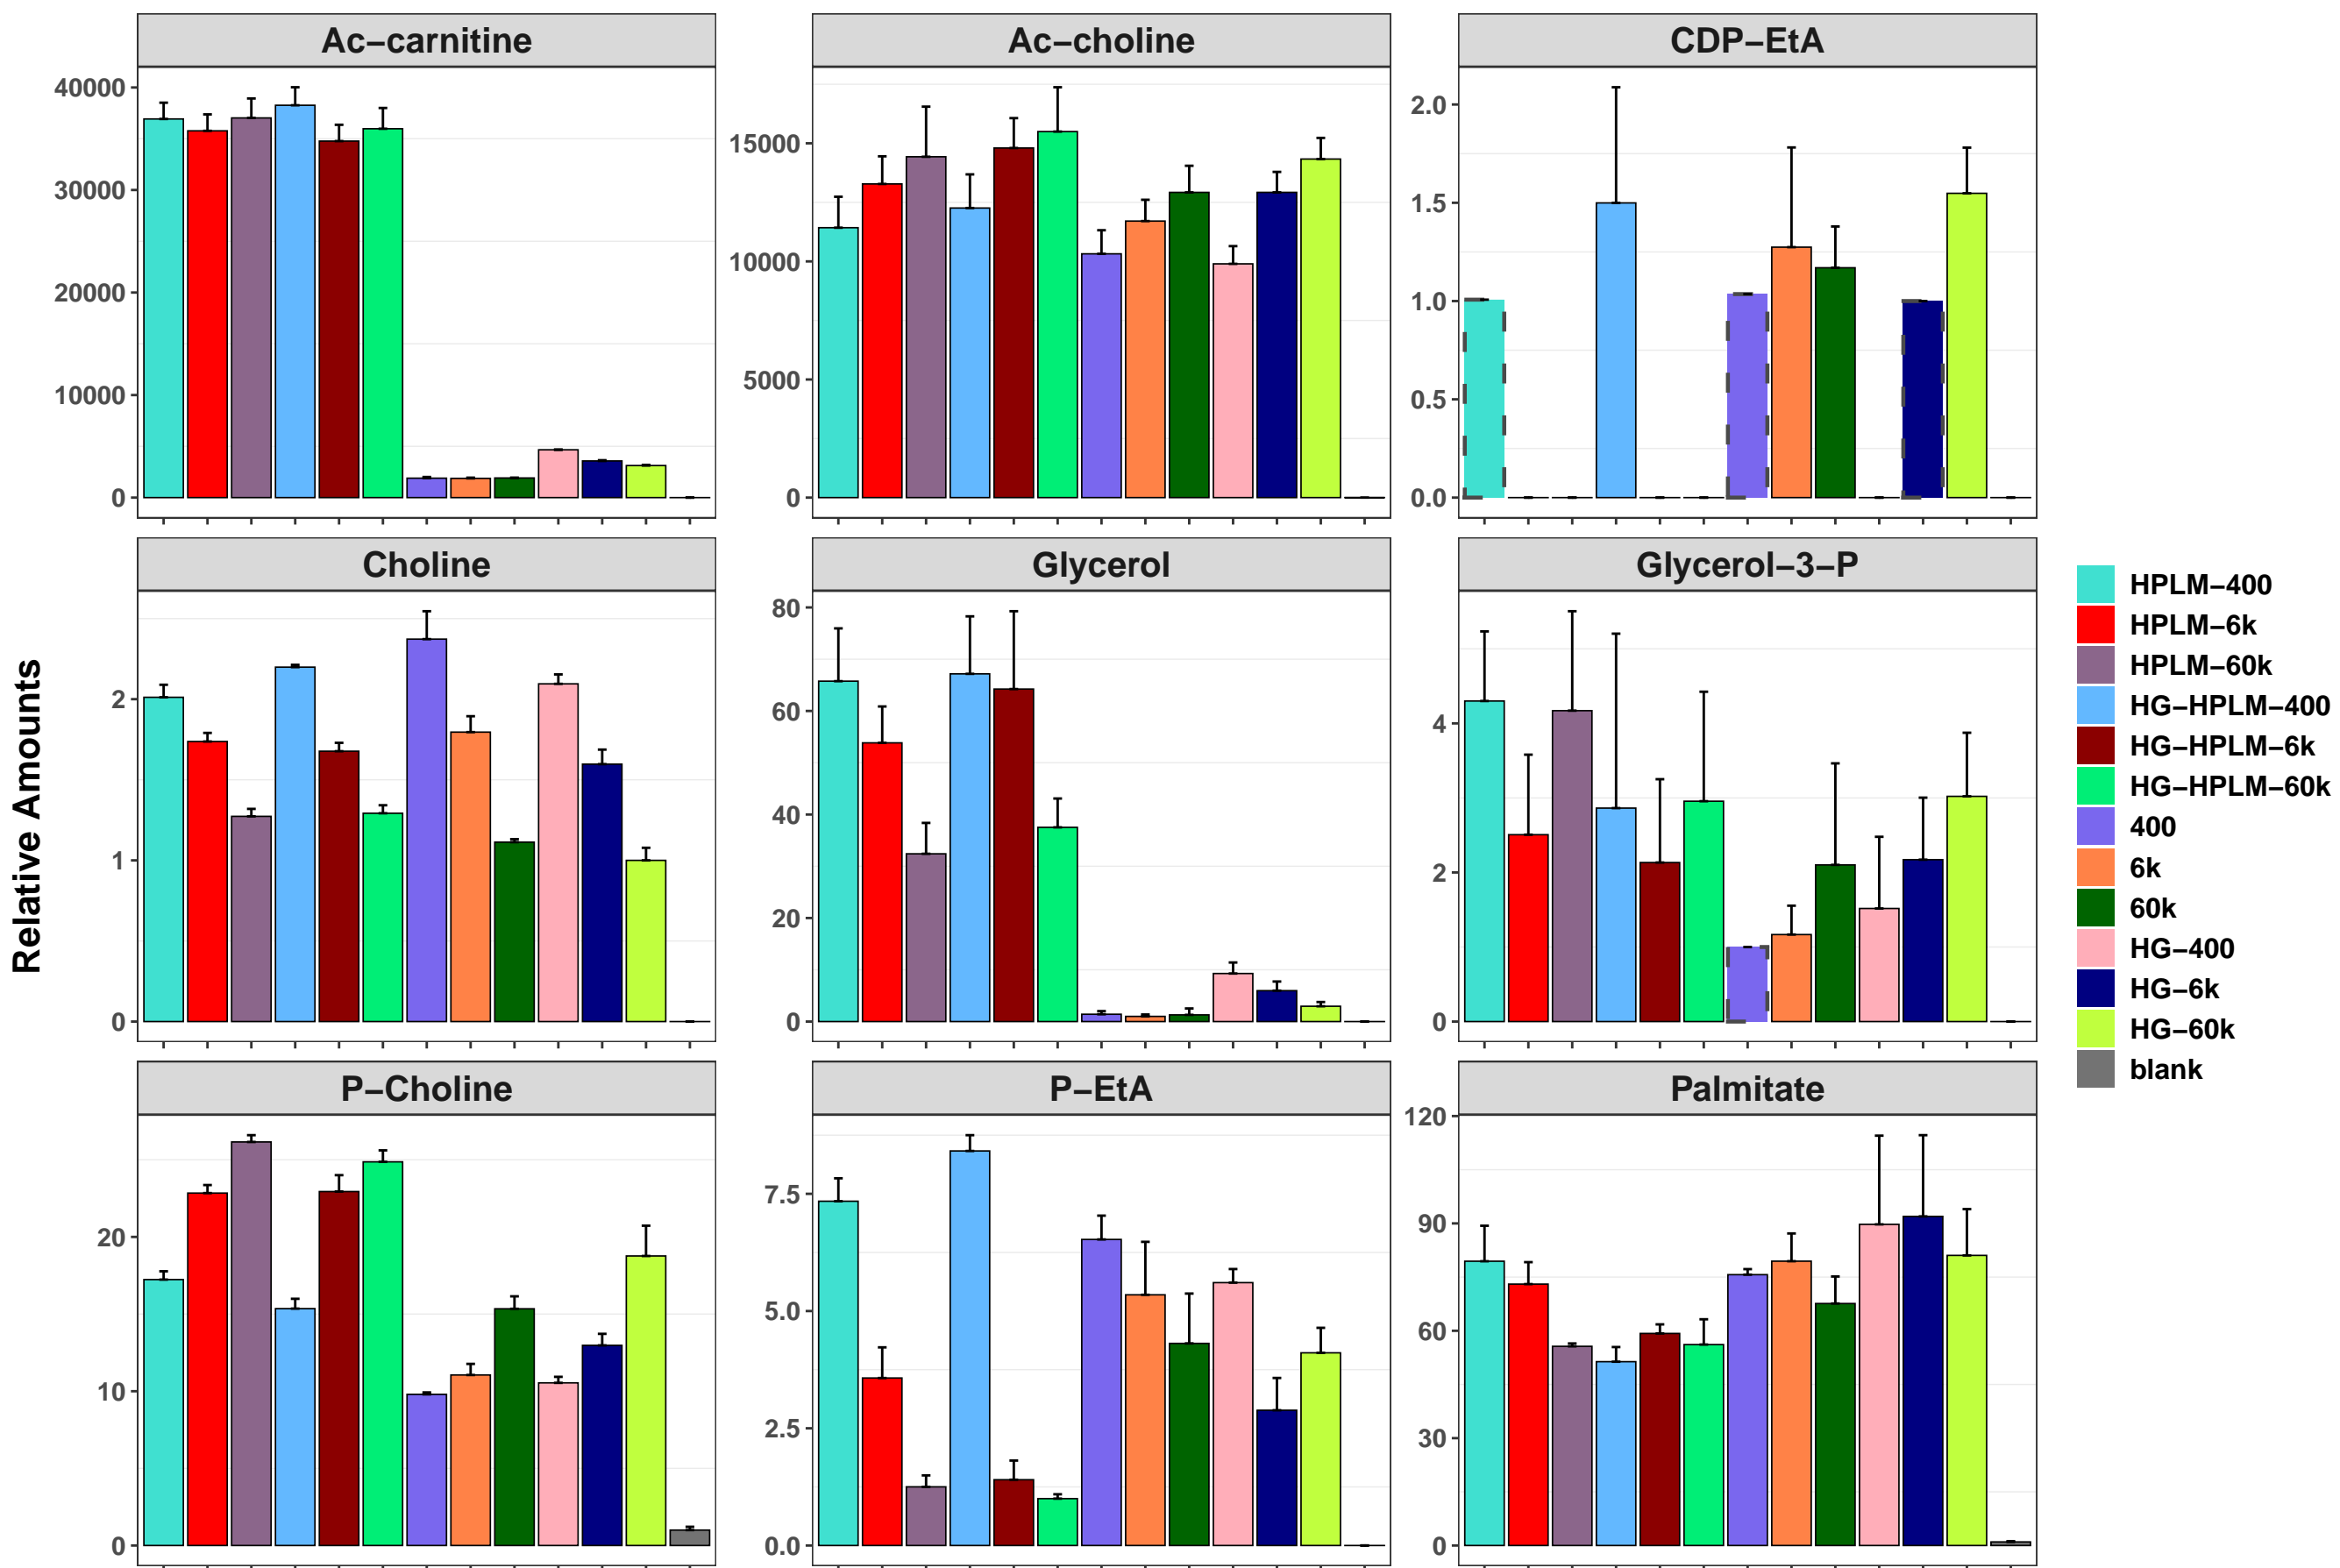 Ac−carnitine
Ac−choline
CDP−EtA
40000
30000
20000
10000
0
15000
10000
5000
0
2.0
1.5
1.0
0.5
0.0
Choline
Glycerol
Glycerol−3−P
2
1
0
80
60
40
20
0
4
2
0
P−Choline
P−EtA
Palmitate
20
10
0
7.5
5.0
2.5
0.0
120
90
60
30
0
Relative Amounts
HPLM−400
HPLM−6k
HPLM−60k
HG−HPLM−400
HG−HPLM−6k
HG−HPLM−60k
400
6k
60k
HG−400
HG−6k
HG−60k
blank